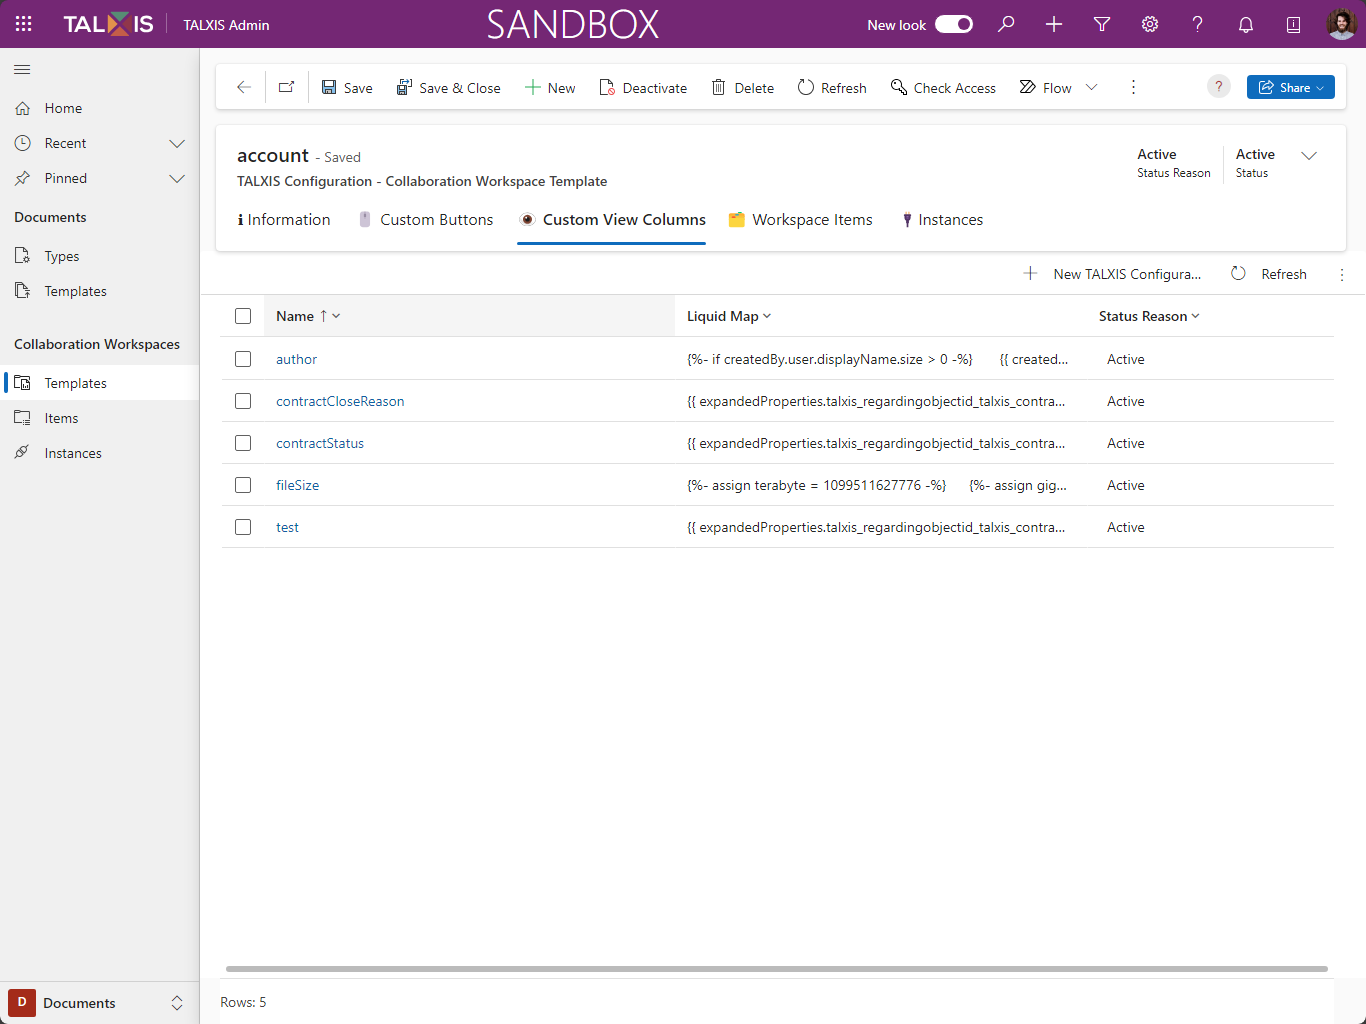 TALXIS TALXIS Admin SANDBOX New look
Save Save & Close New Deactivate Delete Refresh Check Access Flow ? Share
account - Saved
TALXIS Configuration - Collaboration Workspace Template
Active Status Reason
Active Status
Information Custom Buttons Custom View Columns Workspace Items Instances
Home
Recent
Pinned
Documents
Types
Templates
Collaboration Workspaces
Templates
Items
Instances
New TALXIS Configura... Refresh
Name ↑ Liquid Map Status Reason
author {%- if createdBy.user.displayName.size > 0 -%} {{ created... Active
contractCloseReason {{ expandedProperties.talxis_regardingobjectid_talxis_contra... Active
contractStatus {{ expandedProperties.talxis_regardingobjectid_talxis_contra... Active
fileSize {%- assign terabyte = 1099511627776 -%} {%- assign gig... Active
test {{ expandedProperties.talxis_regardingobjectid_talxis_contra... Active
D Documents
Rows: 5